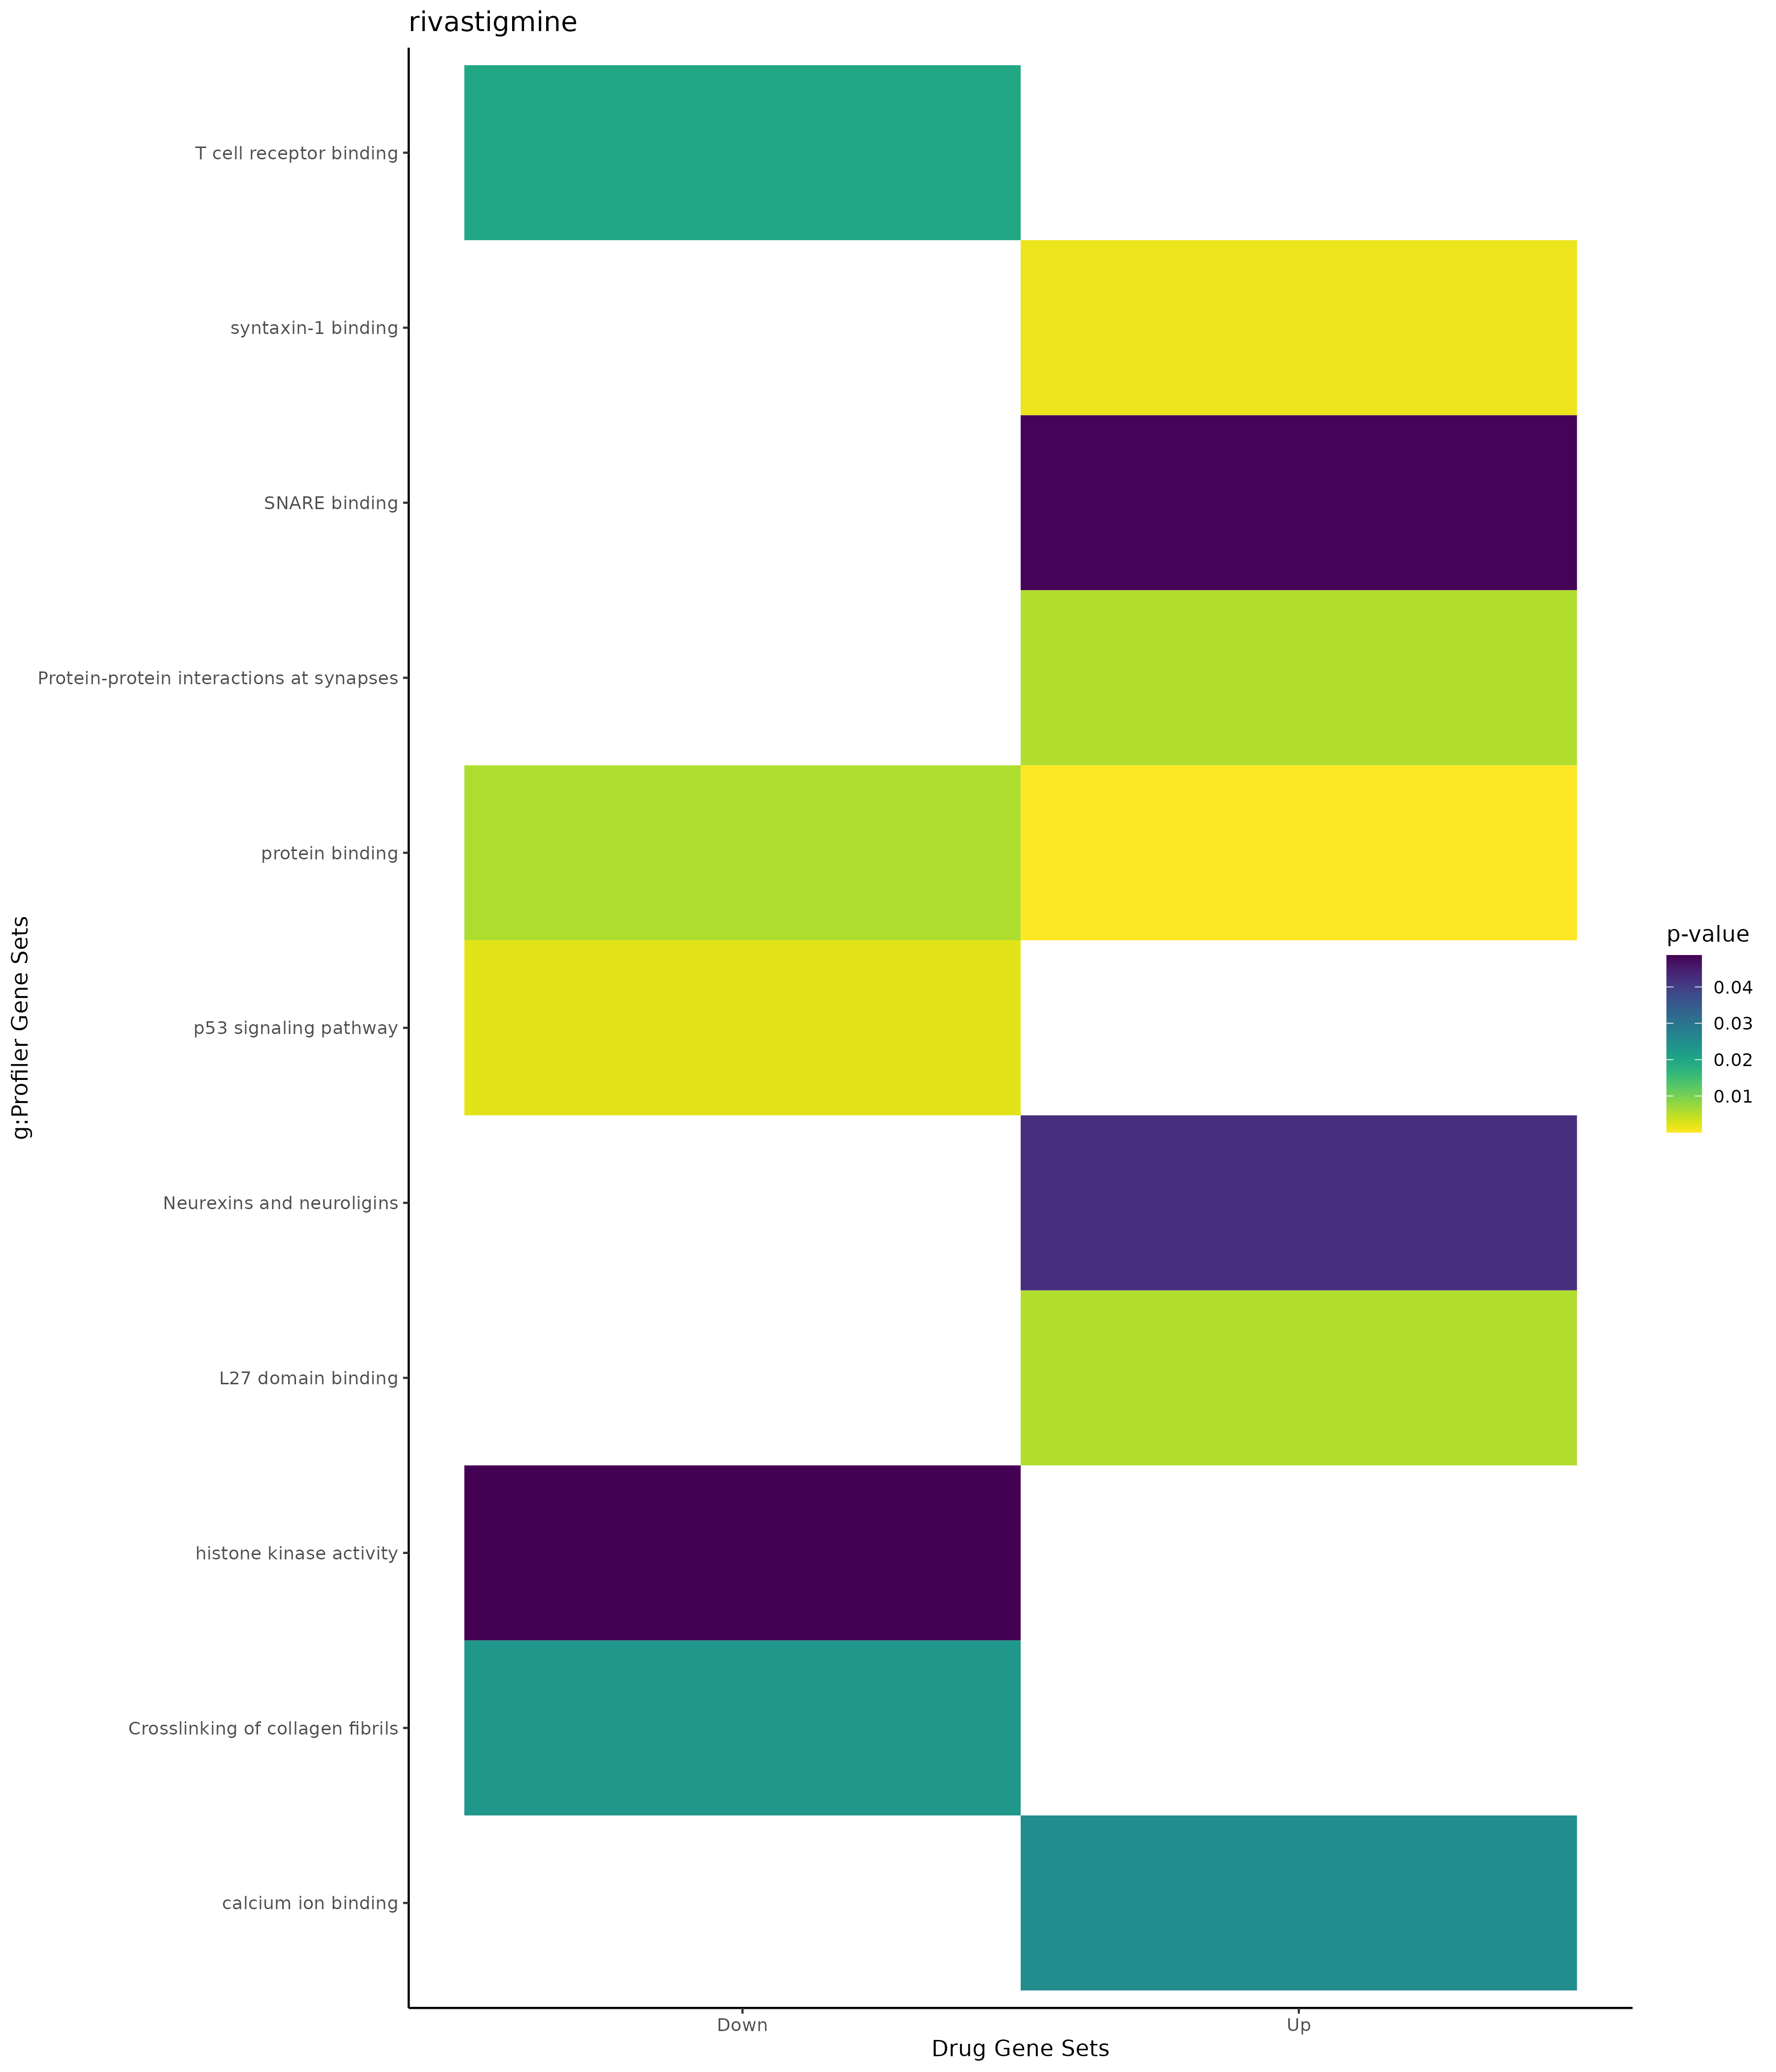 rivastigmine
T cell receptor binding
syntaxin-1 binding
SNARE binding
Protein-protein interactions at synapses
protein binding
p53 signaling pathway
Neurexins and neuroligins
L27 domain binding
histone kinase activity
Crosslinking of collagen fibrils
calcium ion binding
g:Profiler Gene Sets
Down
Up
Drug Gene Sets
p-value
0.04
0.03
0.02
0.01